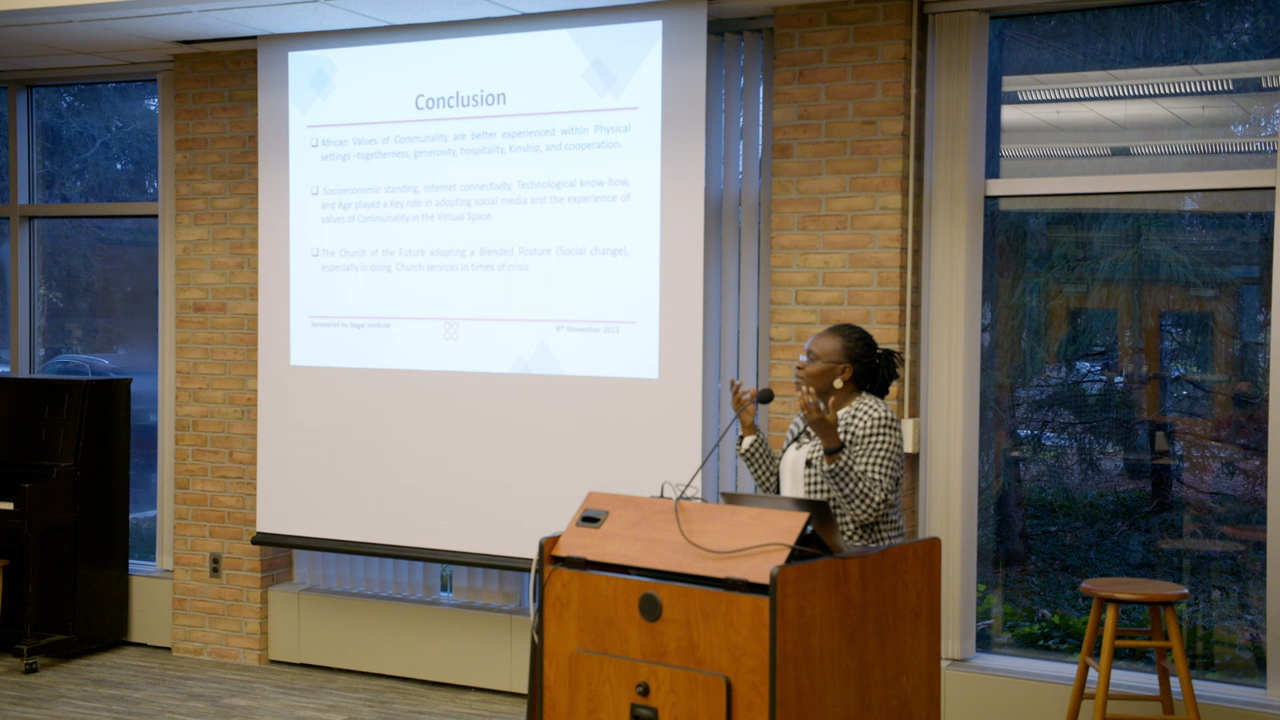 Conclusion
African Values of Communality are better experienced within Physical
settings–togetherness, generosity, hospitality, Kinship, and cooperation.
Socioeconomic standing, internet connectivity, Technological know-how,
and Age played a Key role in adopting social media and the experience of
values of Communality in the Virtual Space.
The Church of the Future adopting a Blended Posture (Social change),
especially in doing Church services in times of crisis
Sponsored by Nagel Institute
9th November 2023